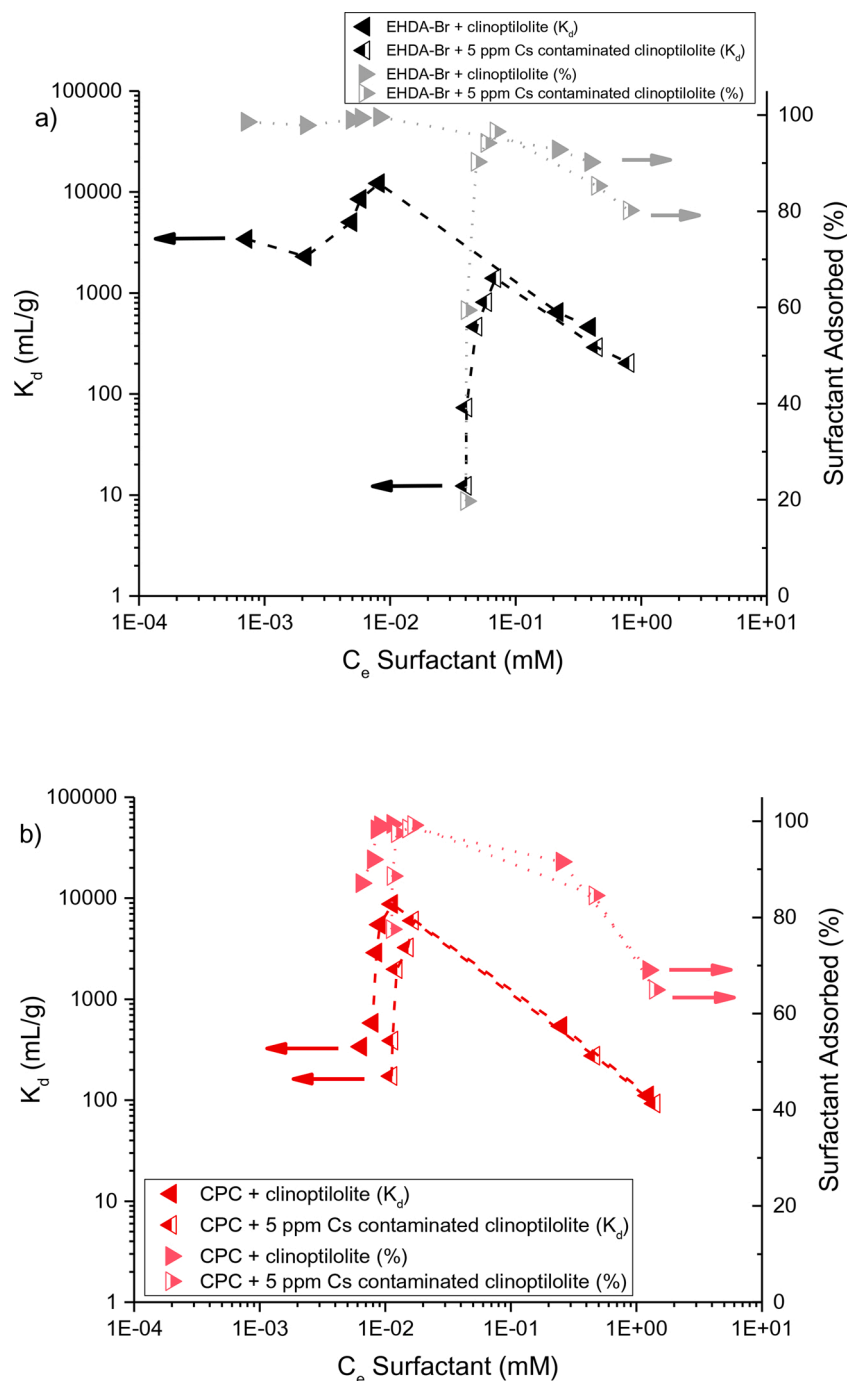 EHDA-Br + clinoptilolite (Kd)
EHDA-Br + 5 ppm Cs contaminated clinoptilolite (Kd)
EHDA-Br + clinoptilolite (%)
EHDA-Br + 5 ppm Cs contaminated clinoptilolite (%)
a)
100000
10000
1000
100
10
1
Kd (mL/g)
100
80
60
40
20
0
Surfactant Adsorbed (%)
1E-04 1E-03 1E-02 1E-01 1E+00 1E+01
Ce Surfactant (mM)
b)
100000
10000
1000
100
10
1
Kd (mL/g)
100
80
60
40
20
0
Surfactant Adsorbed (%)
CPC + clinoptilolite (Kd)
CPC + 5 ppm Cs contaminated clinoptilolite (Kd)
CPC + clinoptilolite (%)
CPC + 5 ppm Cs contaminated clinoptilolite (%)
1E-04 1E-03 1E-02 1E-01 1E+00 1E+01
Ce Surfactant (mM)